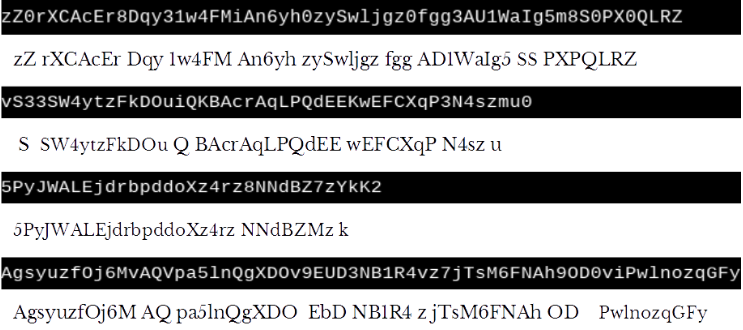 zZ0rXCAcEr8Dqy31w4FMiAn6yh0zySwljgz0fgg3AU1WaIg5m8S0PX0QLRZ
zZ rXCAcEr Dqy 1w4FM An6yh zySwljgz fgg AD1WaIg5 SS PXPQLRZ
vS33SW4ytzFkDOuiQKBAcrAqLPQdEEKwEFCXqP3N4szmu0
S SW4ytzFkDOu Q BAcrAqLPQdEE wEFCXqP N4sz u
5PyJWALEjdrbpddoXz4rz8NNdBZ7zYkK2
5PyJWALEjdrbpddoXz4rz NNdBZMz k
AgsyuzfOj6MvAQVpa5lnQgXDOv9EUD3NB1R4vz7jTsM6FNAh9OD0viPwlnozqGFy
AgsyuzfOj6M AQ pa5lnQgXDO EbD NB1R4 z jTsM6FNAh OD PwlnozqGFy